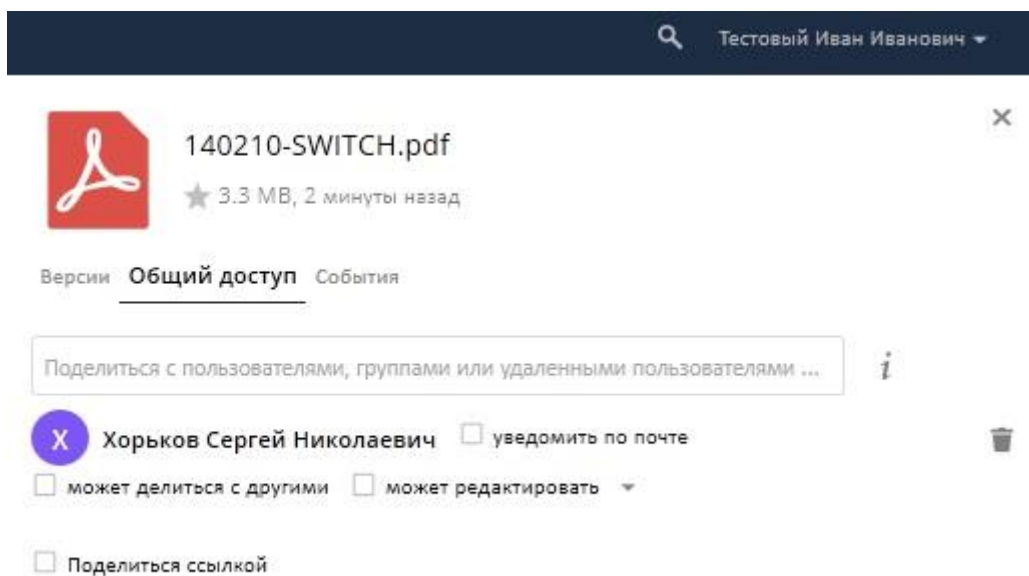 Тестовый Иван Иванович
140210-SWITCH.pdf
3.3 MB, 2 минуты назад
Версии Общий доступ События
Поделиться с пользователями, группами или удаленными пользователями ...
i
Х Хорьков Сергей Николаевич уведомить по почте
может делиться с другими может редактировать
Поделиться ссылкой